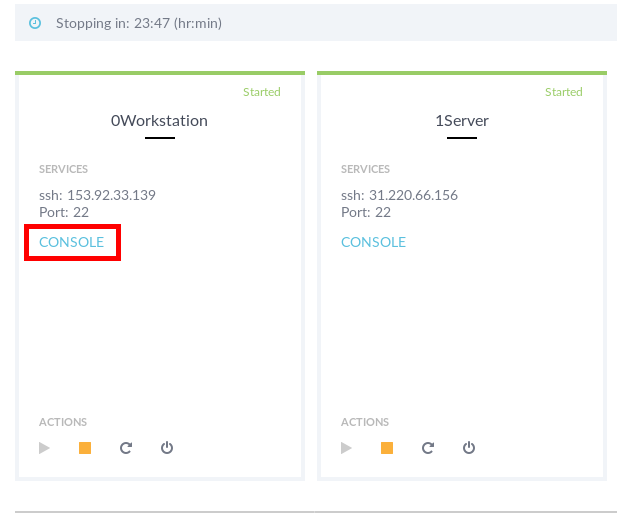 Stopping in: 23:47 (hr:min)
Started
0Workstation
SERVICES
ssh: 153.92.33.139
Port: 22
CONSOLE
ACTIONS
Started
1Server
SERVICES
ssh: 31.220.66.156
Port: 22
CONSOLE
ACTIONS